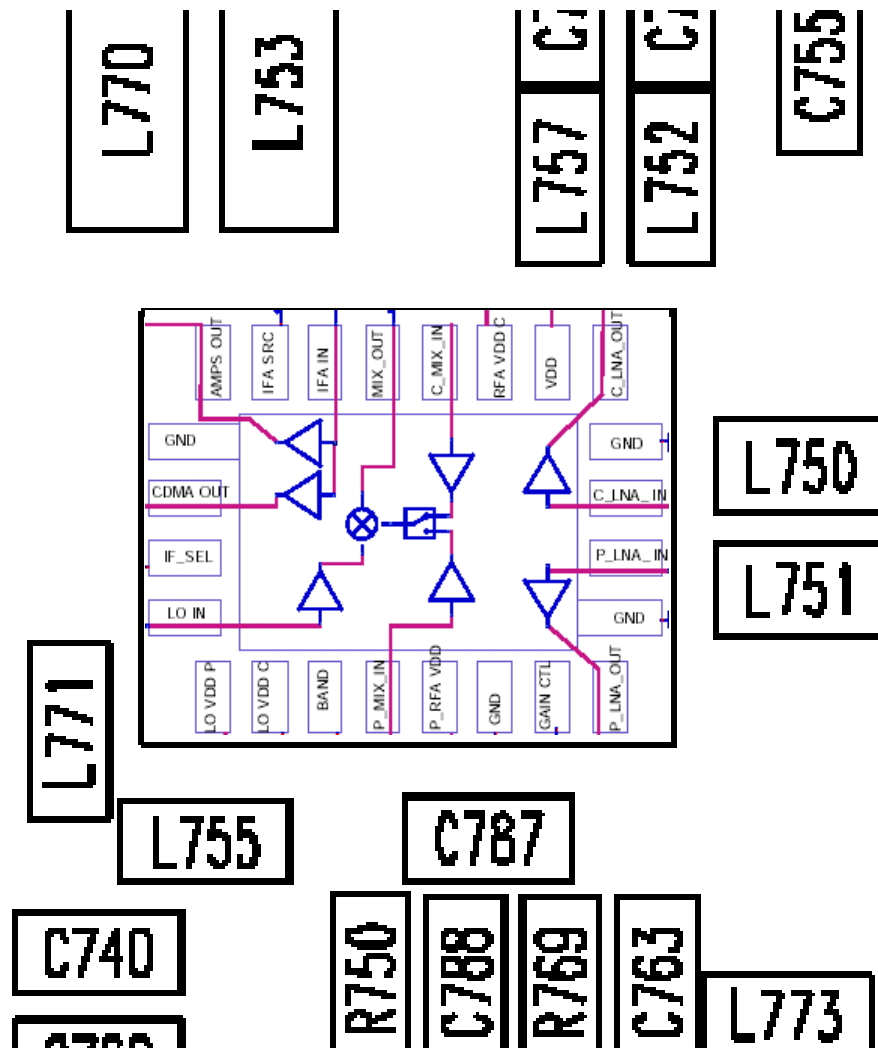 L770
L753
L757
L752
C755
AMPS OUT
IFA SRC
IFA IN
MIX_OUT
C_MIX_IN
RFA VDD C
VDD
C_LNA_OUT
GND
GND
CDMA OUT
C_LNA_IN
IF_SEL
P_LNA_IN
LO IN
GND
LO VDD P
LO VDD C
BAND
P_MIX_IN
P_RFA VDD
GND
GAIN CTL
P_LNA_OUT
L750
L751
L771
L755
C787
C740
R750
C788
R769
C763
L773